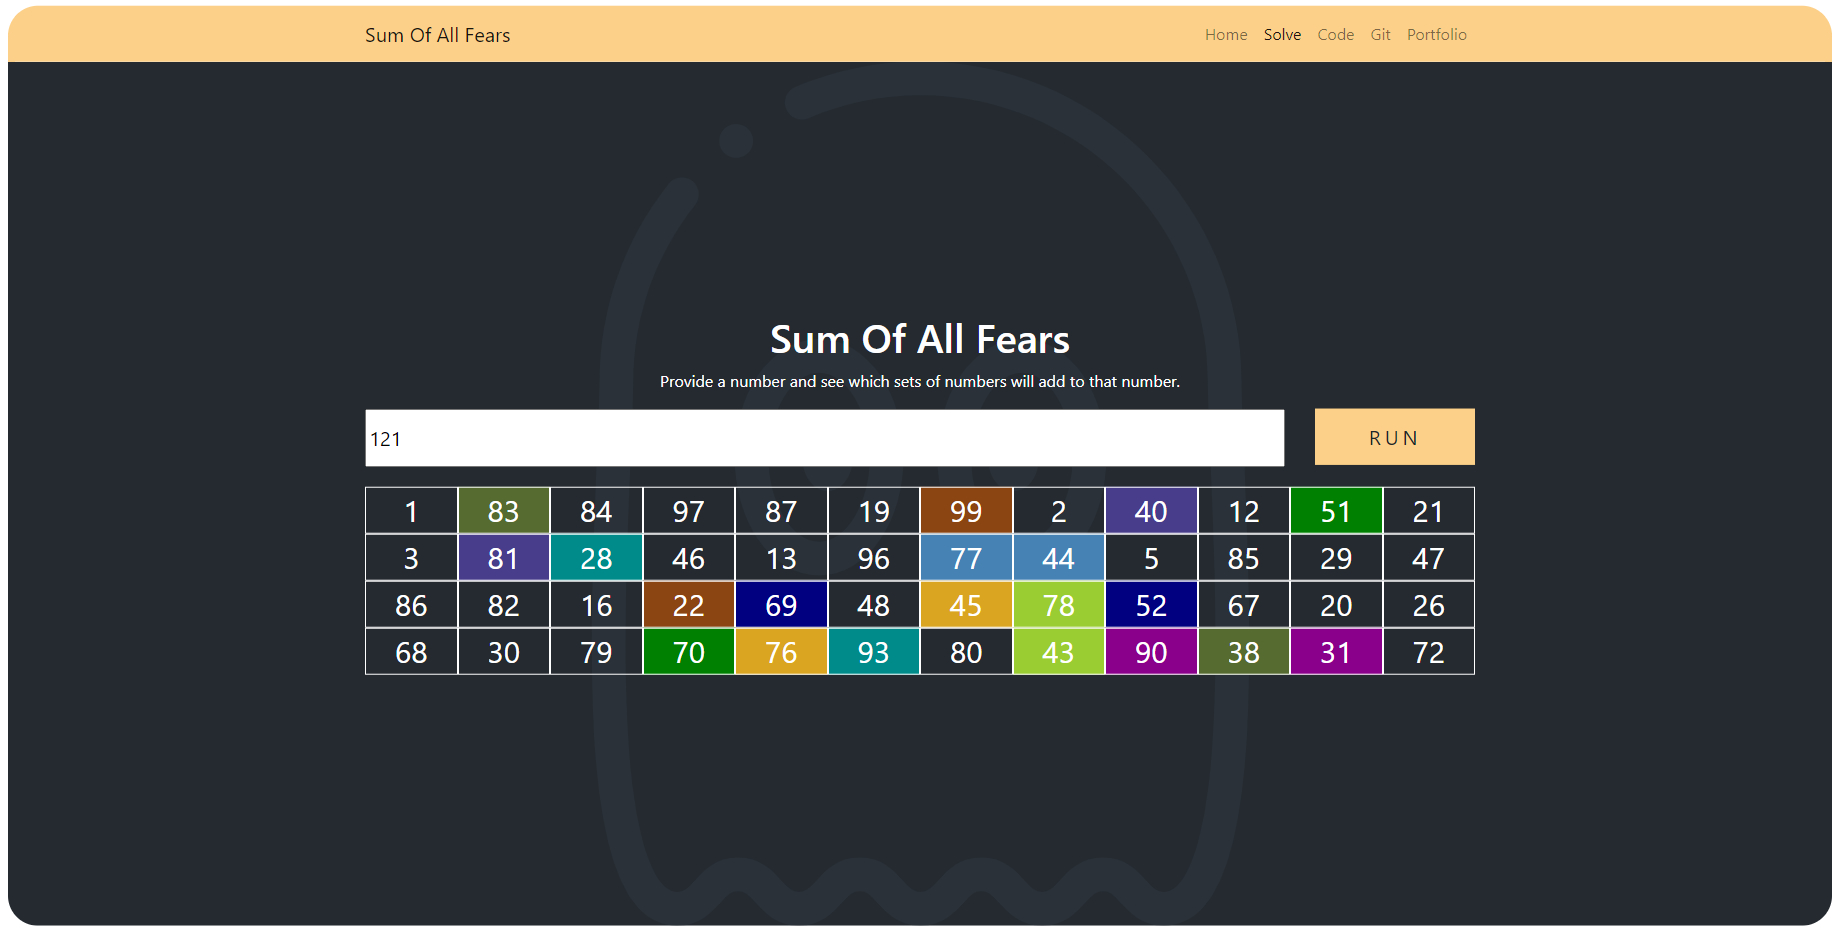 Sum Of All Fears Home Solve Code Git Portfolio
Sum Of All Fears
Provide a number and see which sets of numbers will add to that number.
121 RUN
1 83 84 97 87 19 99 2 40 12 51 21
3 81 28 46 13 96 77 44 5 85 29 47
86 82 16 22 69 48 45 78 52 67 20 26
68 30 79 70 76 93 80 43 90 38 31 72